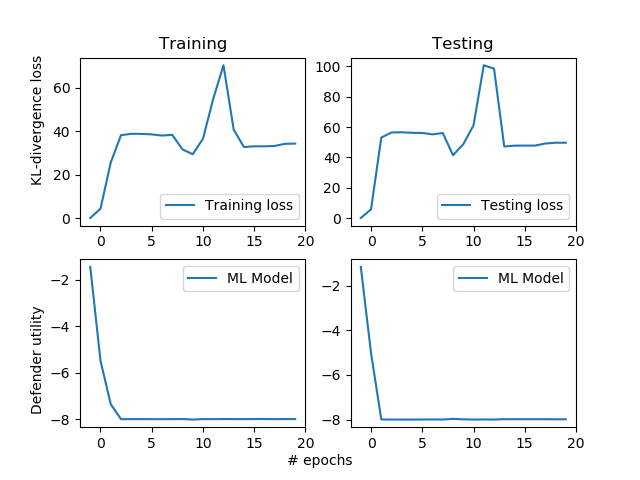 Training
Testing
KL-divergence loss
60
40
20
0
100
80
60
40
20
0
Training loss
Testing loss
0 5 10 15 20
0 5 10 15 20
Defender utility
−2
−4
−6
−8
−2
−4
−6
−8
ML Model
ML Model
0 5 10 15 20
0 5 10 15 20
# epochs